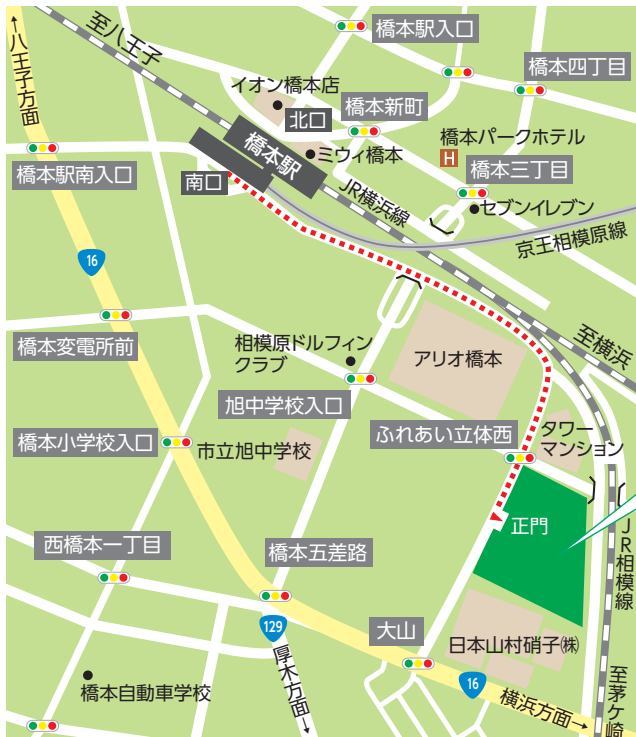 ←八王子方面
至八王子
橋本駅入口
橋本四丁目
イオン橋本店
北口
橋本新町
橋本駅
ミウィ橋本
橋本パークホテル
H
橋本三丁目
セブンイレブン
橋本駅南入口
南口
JR横浜線
京王相模原線
16
至横浜
橋本変電所前
相模原ドルフィン
クラブ
アリオ橋本
旭中学校入口
ふれあい立体西
タワー
マンション
橋本小学校入口
市立旭中学校
正門
西橋本一丁目
橋本五差路
JR相模線
129
大山
日本山村硝子㈱
厚木方面→
16
横浜方面→
至茅ケ崎
橋本自動車学校